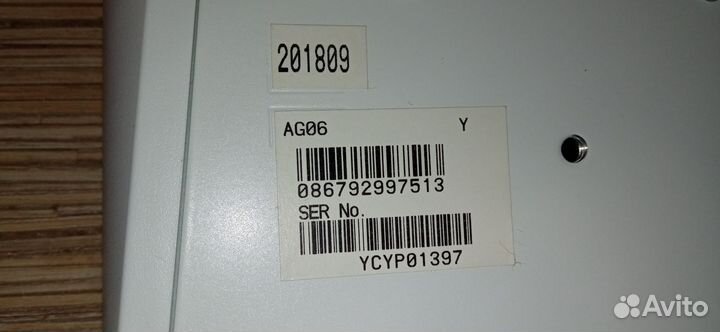 201809
AG06 Y
086792997513
SER No.
YCYP01397
Avito